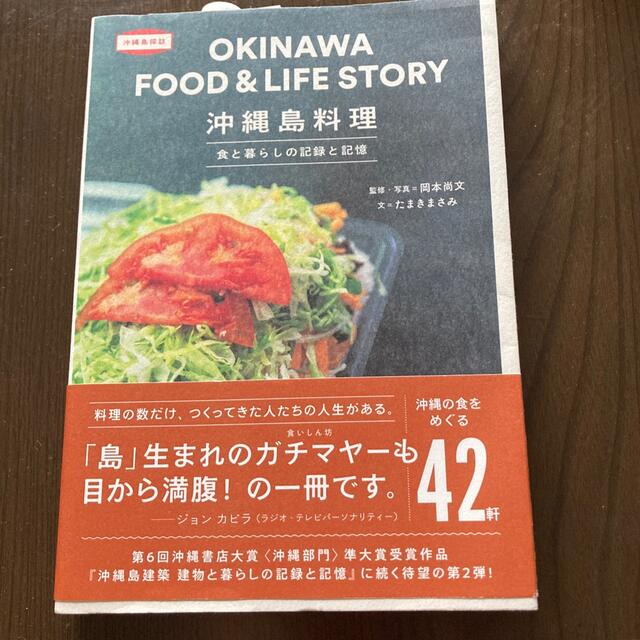 沖縄島探訪
OKINAWA
FOOD & LIFE STORY
沖縄島料理
食と暮らしの記録と記憶
監修・写真=岡本尚文
文=たまきまさみ
料理の数だけ、つくってきた人たちの人生がある。
食いしん坊
「島」生まれのガチマヤーも
目から満腹! の一冊です。
——ジョン カビラ(ラジオ・テレビパーソナリティー)
沖縄の食を
めぐる
42軒
第6回沖縄書店大賞〈沖縄部門〉準大賞受賞作品
『沖縄島建築 建物と暮らしの記録と記憶』に続く待望の第2弾!